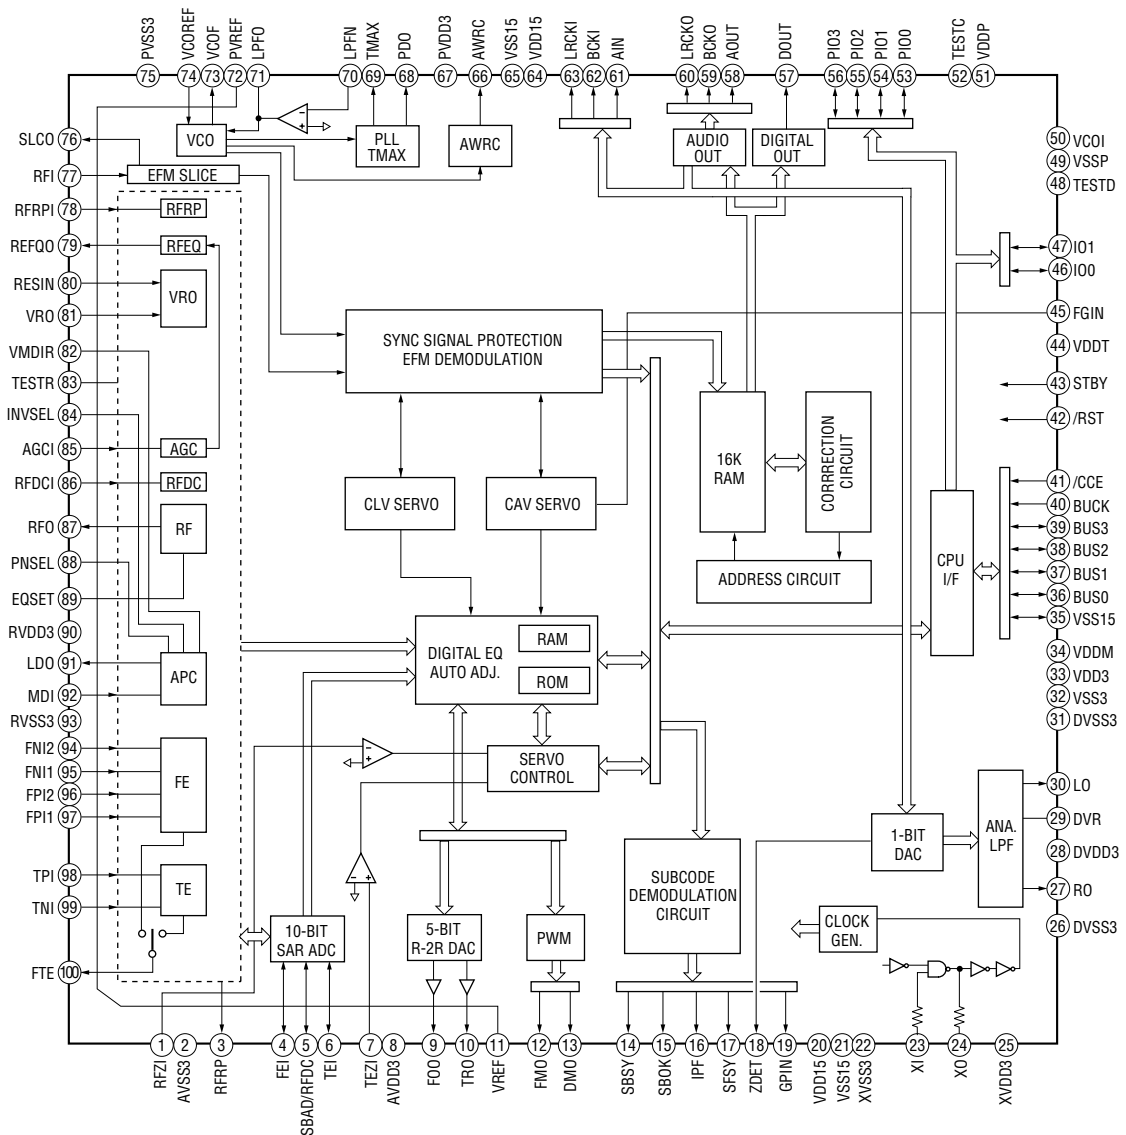 PVSS3
VCOREF
VCOF
PVREF
LPFO
LPFN
TMAX
PDO
PVDD3
AWRC
VSS15
VDD15
LRCKI
BCKI
AIN
LRCKO
BCKO
AOUT
DOUT
PIO3
PIO2
PIO1
PIO0
TESTC
VDDP
75 74 73 72 71 70 69 68 67 66 65 64 63 62 61 60 59 58 57 56 55 54 53 52 51
SLCO 76
RFI 77
RFRPI 78
REFQO 79
RESIN 80
VRO 81
VMDIR 82
TESTR 83
INVSEL 84
AGCI 85
RFDCI 86
RFO 87
PNSEL 88
EQSET 89
RVDD3 90
LDO 91
MDI 92
RVSS3 93
FNI2 94
FNI1 95
FPI2 96
FPI1 97
TPI 98
TNI 99
FTE 100
VCO
PLL
TMAX
AWRC
AUDIO
OUT
DIGITAL
OUT
EFM SLICE
RFRP
RFEQ
VRO
AGC
RFDC
RF
APC
FE
TE
SYNC SIGNAL PROTECTION
EFM DEMODULATION
CLV SERVO
CAV SERVO
16K
RAM
CORRRECTION
CIRCUIT
ADDRESS CIRCUIT
CPU
I/F
DIGITAL EQ
AUTO ADJ.
RAM
ROM
SERVO
CONTROL
1-BIT
DAC
ANA.
LPF
SUBCODE
DEMODULATION
CIRCUIT
CLOCK
GEN.
10-BIT
SAR ADC
5-BIT
R-2R DAC
PWM
50 VCOI
49 VSSP
48 TESTD
47 IO1
46 IO0
45 FGIN
44 VDDT
43 STBY
42 /RST
41 /CCE
40 BUCK
39 BUS3
38 BUS2
37 BUS1
36 BUS0
35 VSS15
34 VDDM
33 VDD3
32 VSS3
31 DVSS3
30 LO
29 DVR
28 DVDD3
27 RO
26 DVSS3
1 2 3 4 5 6 7 8 9 10 11 12 13 14 15 16 17 18 19 20 21 22 23 24 25
RFZI
AVSS3
RFRP
FEI
SBAD/RFDC
TEI
TEZI
AVDD3
FOO
TRO
VREF
FMO
DMO
SBSY
SBOK
IPF
SFSY
ZDET
GPIN
VDD15
VSS15
XVSS3
XI
XO
XVDD3